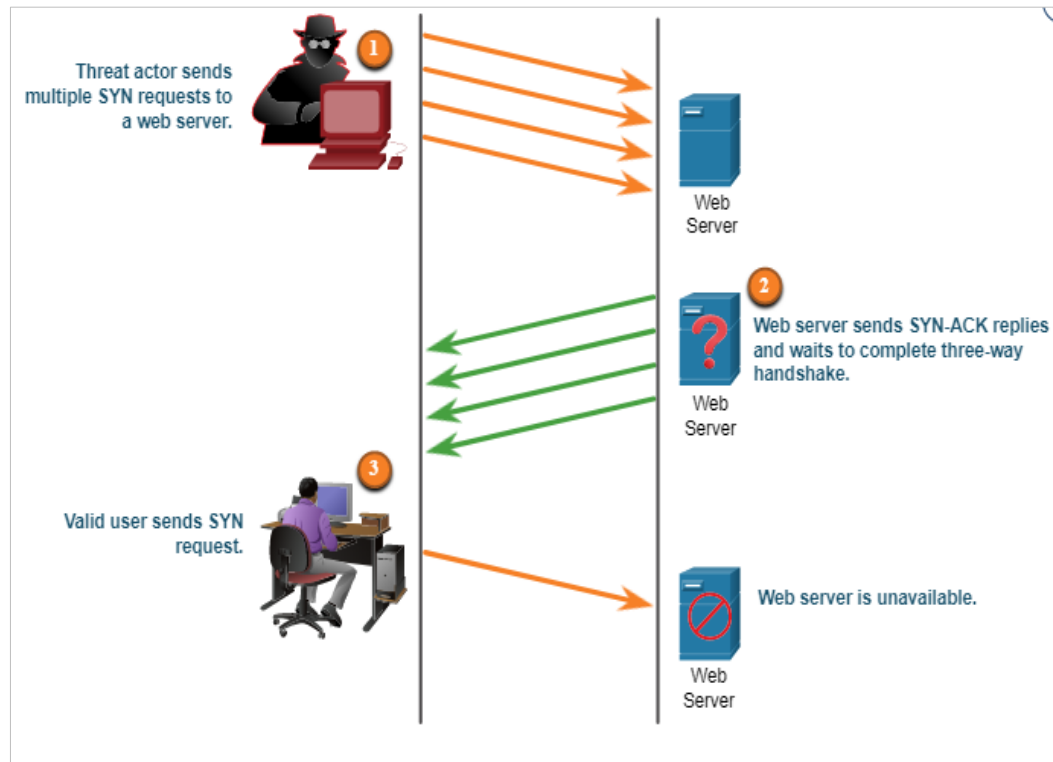 1
Threat actor sends
multiple SYN requests to
a web server.
Web
Server
2
Web server sends SYN-ACK replies
and waits to complete three-way
handshake.
Web
Server
3
Valid user sends SYN
request.
Web server is unavailable.
Web
Server